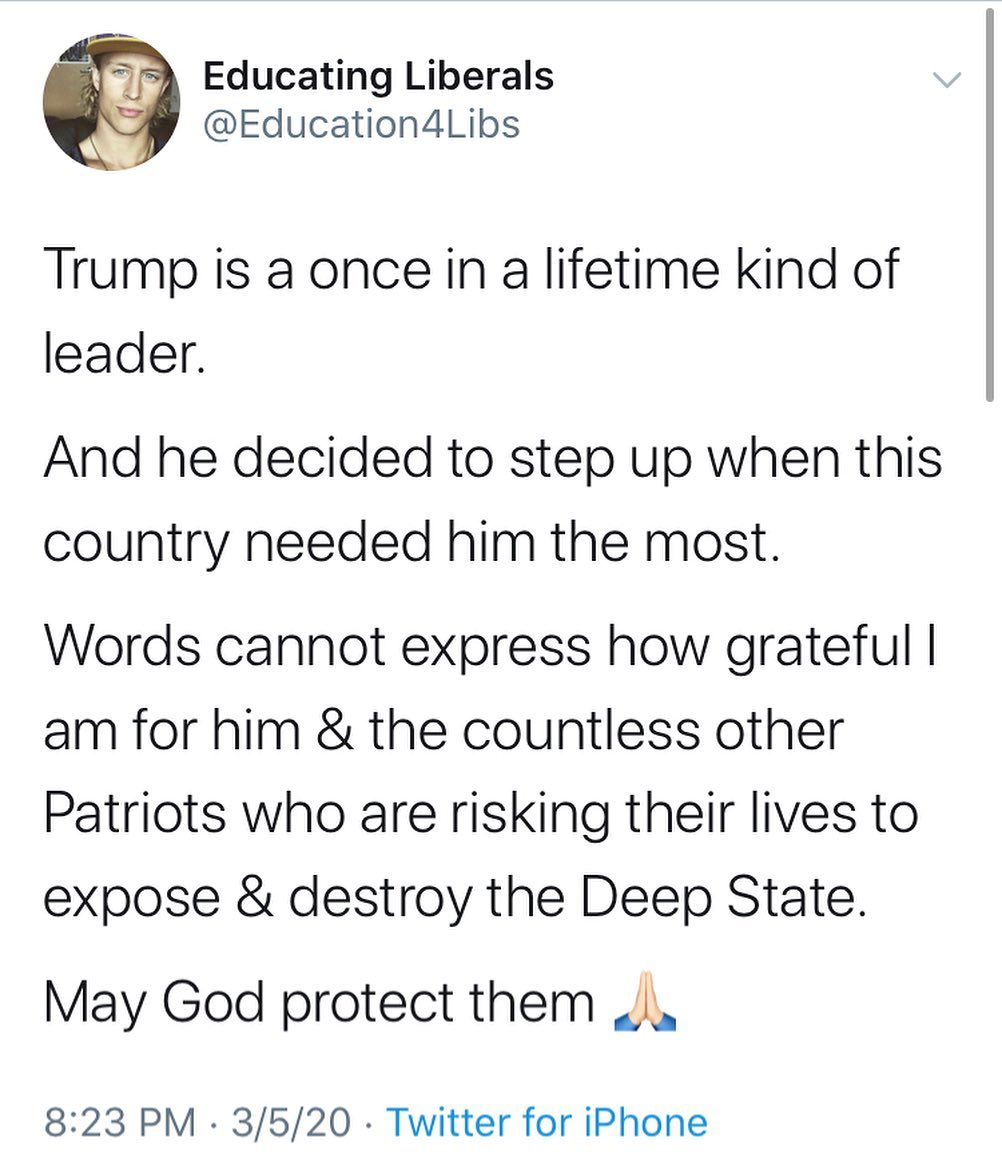 Educating Liberals
@Education4Libs
Trump is a once in a lifetime kind of
leader.
And he decided to step up when this
country needed him the most.
Words cannot express how grateful I
am for him & the countless other
Patriots who are risking their lives to
expose & destroy the Deep State.
May God protect them 🙏🏻
8:23 PM · 3/5/20 · Twitter for iPhone